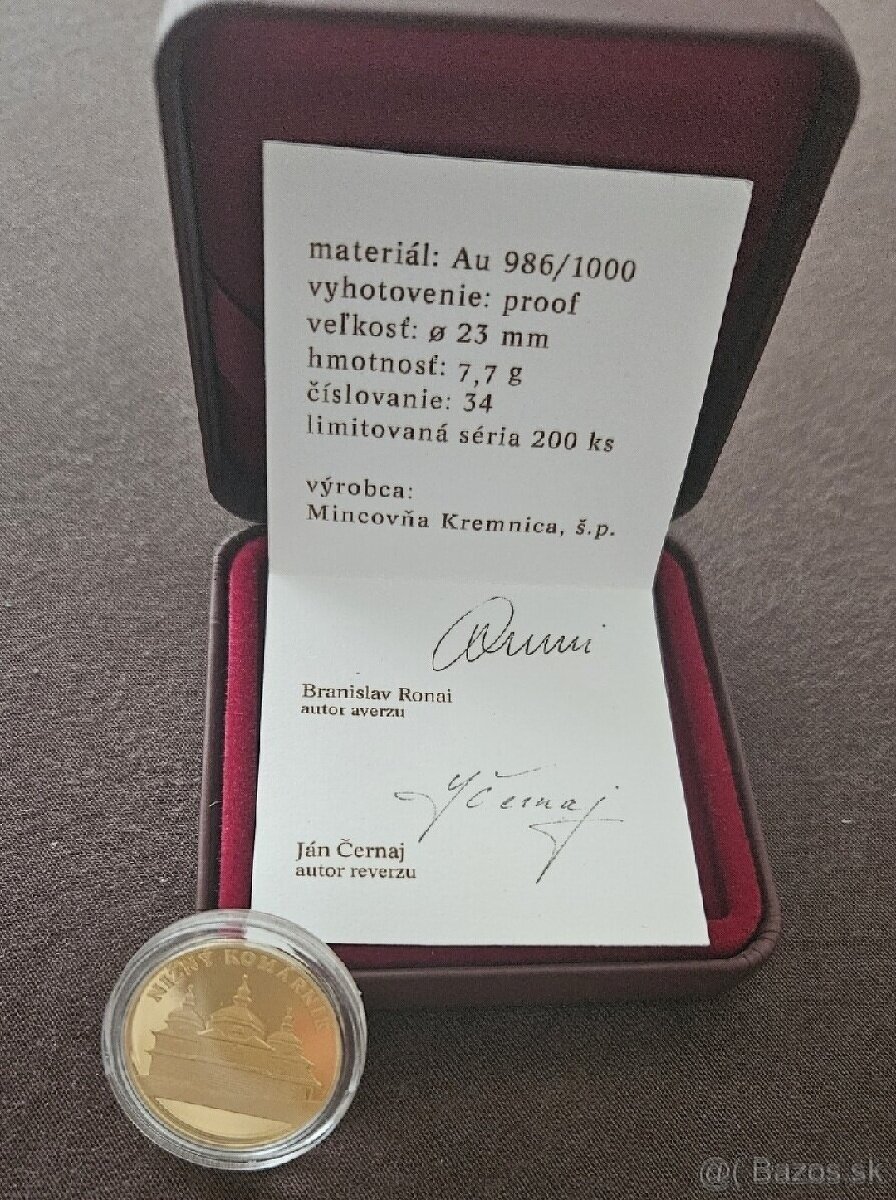 materiál: Au 986/1000
vyhotovenie: proof
veľkosť: ø 23 mm
hmotnosť: 7,7 g
číslovanie: 34
limitovaná séria 200 ks
výrobca:
Mincovňa Kremnica, š.p.
Branislav Ronai
autor averzu
Černaj
Ján Černaj
autor reverzu
NIŽNÝ KOMÁRNIK
@( Bazos.sk